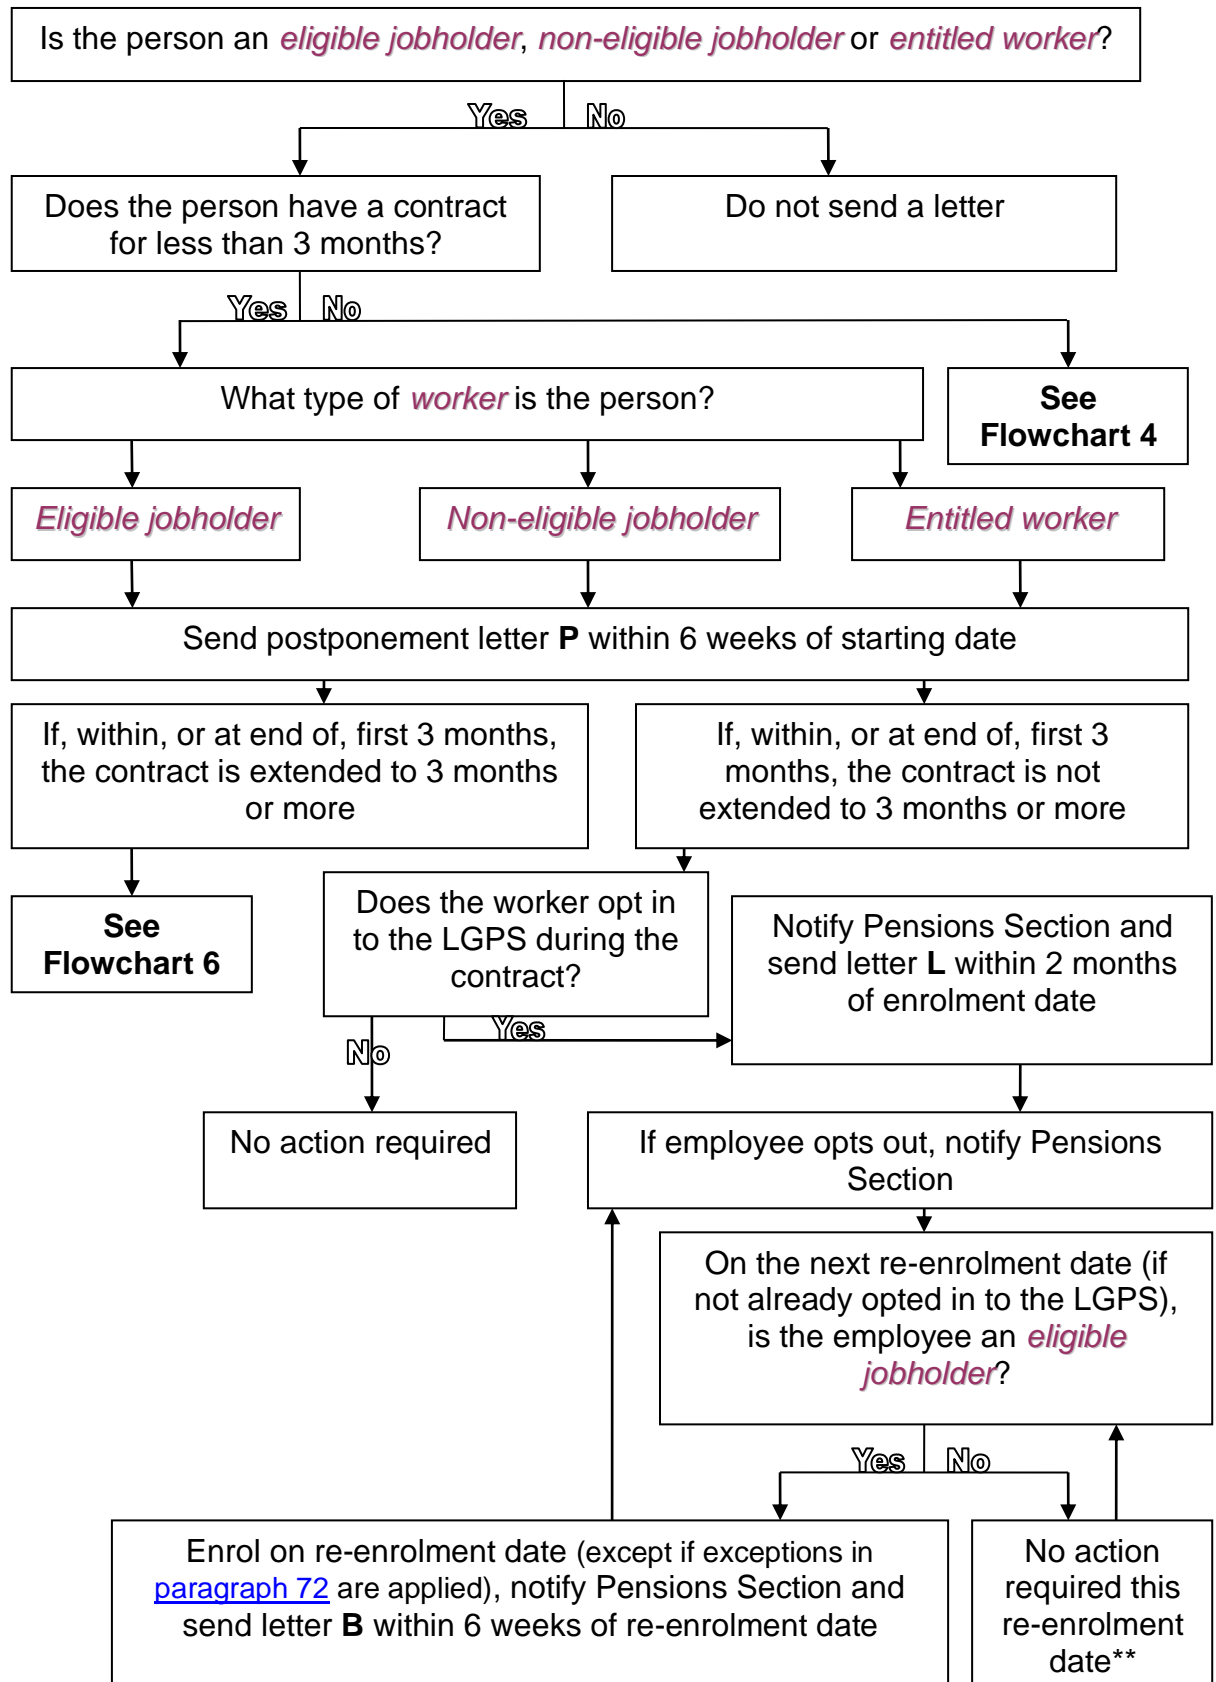 Is the person an eligible jobholder, non-eligible jobholder or entitled worker?
Yes No
Does the person have a contract
for less than 3 months?
Do not send a letter
Yes No
What type of worker is the person?
See
Flowchart 4
Eligible jobholder
Non-eligible jobholder
Entitled worker
Send postponement letter P within 6 weeks of starting date
If, within, or at end of, first 3 months,
the contract is extended to 3 months
or more
If, within, or at end of, first 3
months, the contract is not
extended to 3 months or more
See
Flowchart 6
Does the worker opt in
to the LGPS during the
contract?
Notify Pensions Section and
send letter L within 2 months
of enrolment date
Yes
No
No action required
If employee opts out, notify Pensions
Section
On the next re-enrolment date (if
not already opted in to the LGPS),
is the employee an eligible
jobholder?
Yes No
Enrol on re-enrolment date (except if exceptions in
paragraph 72 are applied), notify Pensions Section and
send letter B within 6 weeks of re-enrolment date
No action
required this
re-enrolment
date**